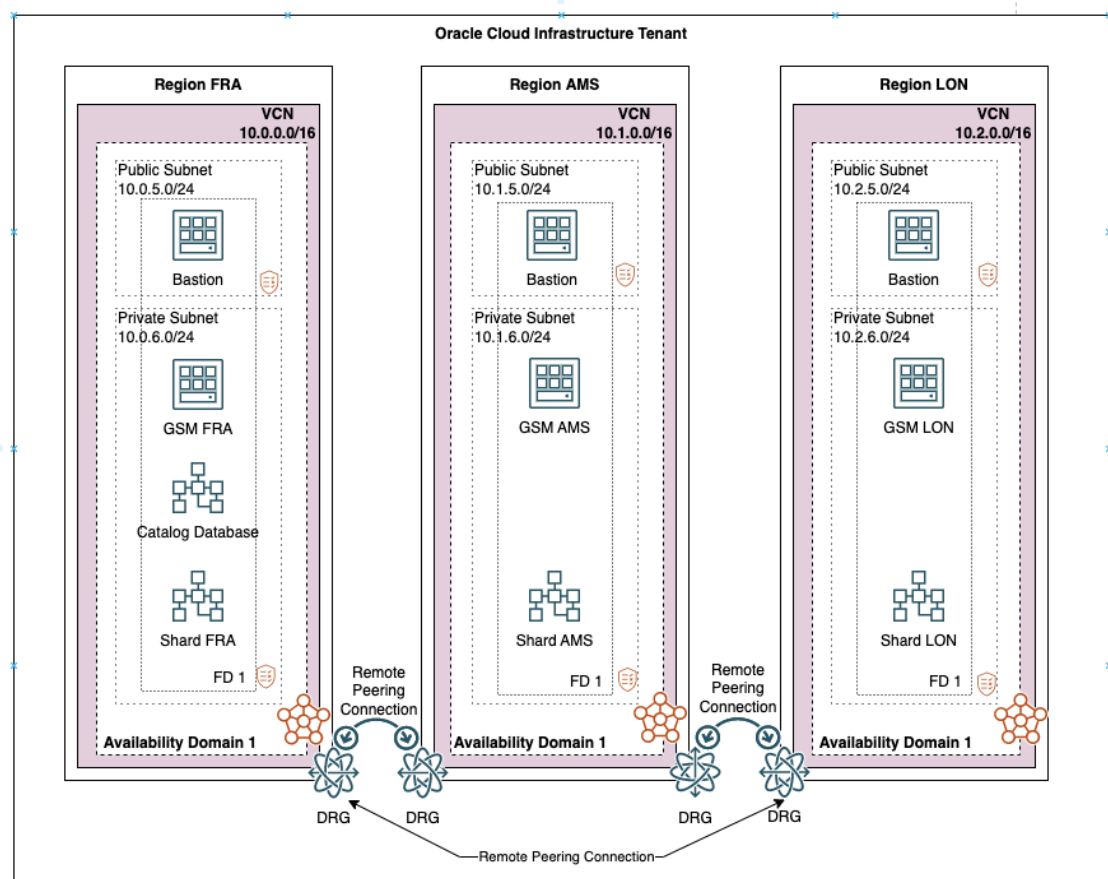 Oracle Cloud Infrastructure Tenant
Region FRA
VCN
10.0.0.0/16
Public Subnet
10.0.5.0/24
Bastion
Private Subnet
10.0.6.0/24
GSM FRA
Catalog Database
Shard FRA
FD 1
Availability Domain 1
Region AMS
VCN
10.1.0.0/16
Public Subnet
10.1.5.0/24
Bastion
Private Subnet
10.1.6.0/24
GSM AMS
Shard AMS
FD 1
Availability Domain 1
Region LON
VCN
10.2.0.0/16
Public Subnet
10.2.5.0/24
Bastion
Private Subnet
10.2.6.0/24
GSM LON
Shard LON
FD 1
Availability Domain 1
Remote
Peering
Connection
Remote
Peering
Connection
DRG
DRG
DRG
DRG
Remote Peering Connection